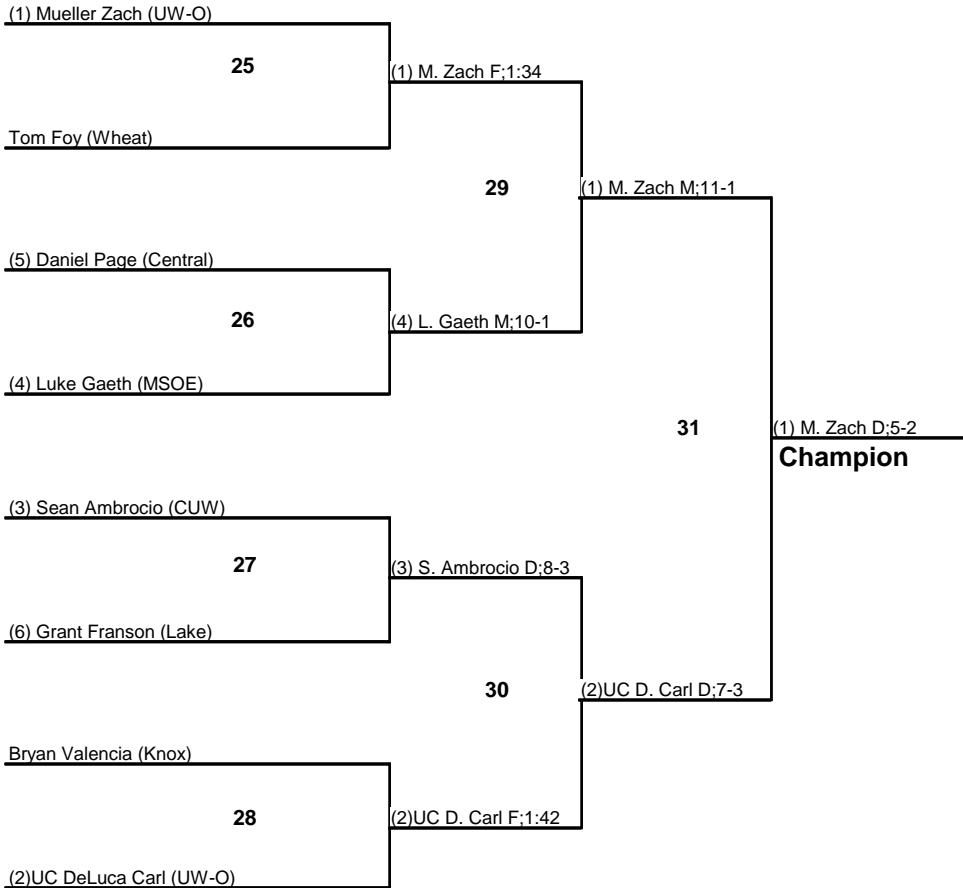 (1) Mueller Zach (UW-O)
25
(1) M. Zach F;1:34
Tom Foy (Wheat)
29
(1) M. Zach M;11-1
(5) Daniel Page (Central)
26
(4) L. Gaeth M;10-1
(4) Luke Gaeth (MSOE)
31
(1) M. Zach D;5-2
Champion
(3) Sean Ambrocio (CUW)
27
(3) S. Ambrocio D;8-3
(6) Grant Franson (Lake)
30
(2)UC D. Carl D;7-3
Bryan Valencia (Knox)
28
(2)UC D. Carl F;1:42
(2)UC DeLuca Carl (UW-O)